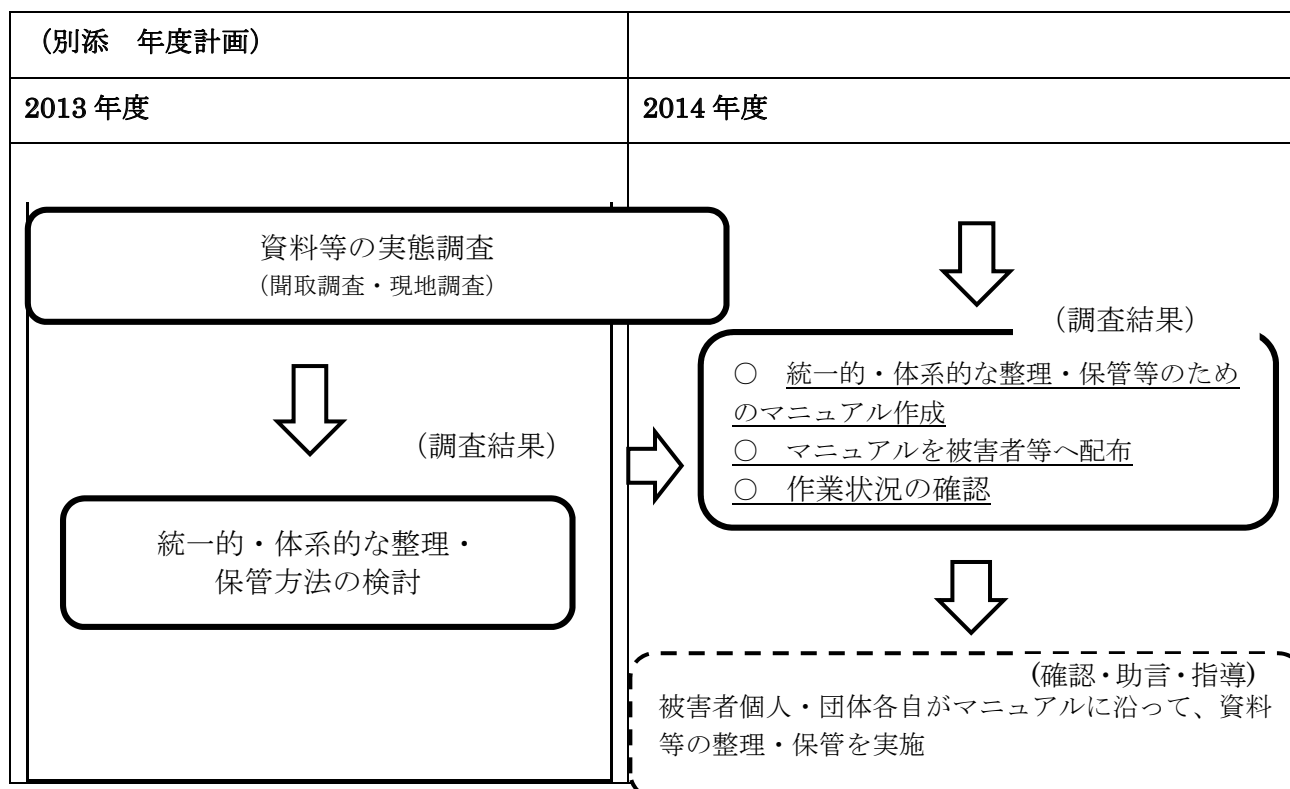 （別添　年度計画）
2013 年度
2014 年度
資料等の実態調査
（聞取調査・現地調査）
（調査結果）
統一的・体系的な整理・
保管方法の検討
（調査結果）
○　統一的・体系的な整理・保管等のため
のマニュアル作成
○　マニュアルを被害者等へ配布
○　作業状況の確認
(確認・助言・指導)
被害者個人・団体各自がマニュアルに沿って、資料
等の整理・保管を実施